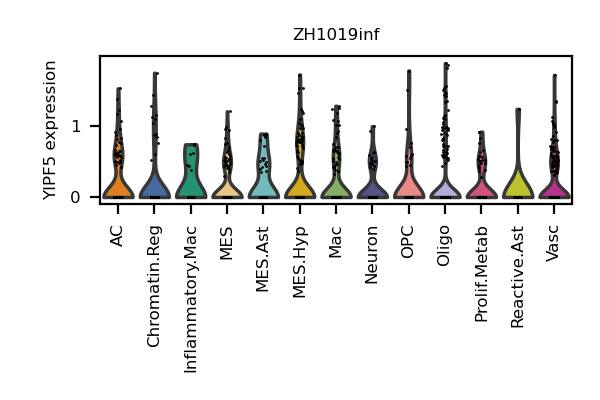 ZH1019inf
YIPF5 expression
1
0
AC
Chromatin.Reg
Inflammatory.Mac
MES
MES.Ast
MES.Hyp
Mac
Neuron
OPC
Oligo
Prolif.Metab
Reactive.Ast
Vasc